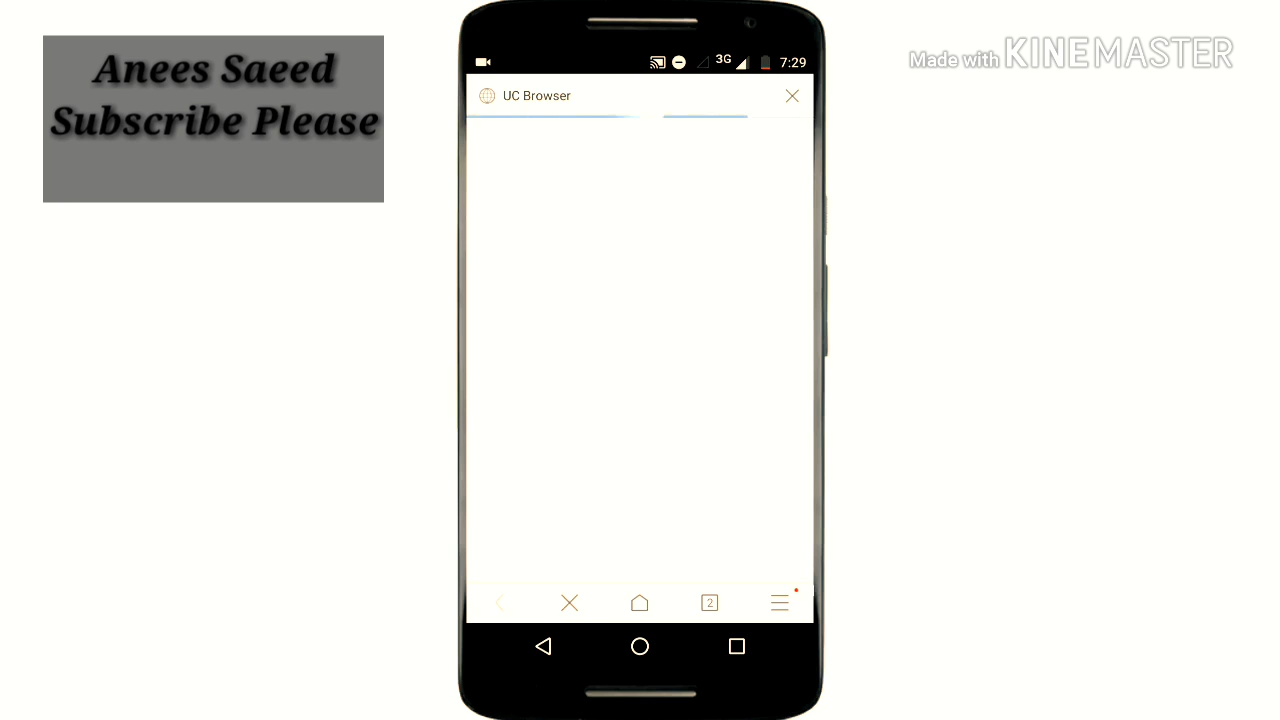 Anees Saeed
Subscribe Please
Made with KINEMASTER
3G
7:29
UC Browser
2